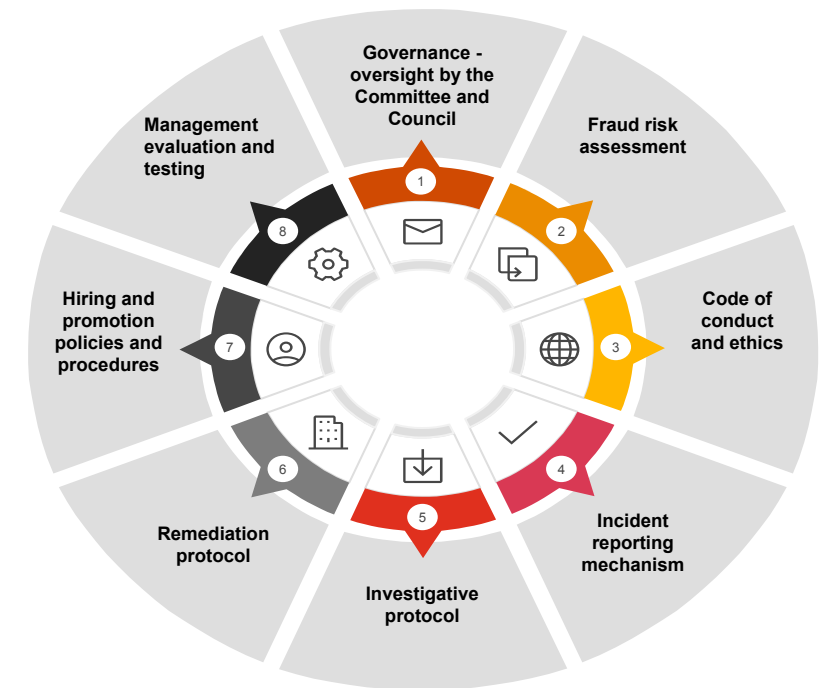 Governance -
oversight by the
Committee and
Council
1
Fraud risk
assessment
2
Code of
conduct
and ethics
3
Incident
reporting
mechanism
4
Investigative
protocol
5
Remediation
protocol
6
Hiring and
promotion
policies and
procedures
7
Management
evaluation and
testing
8